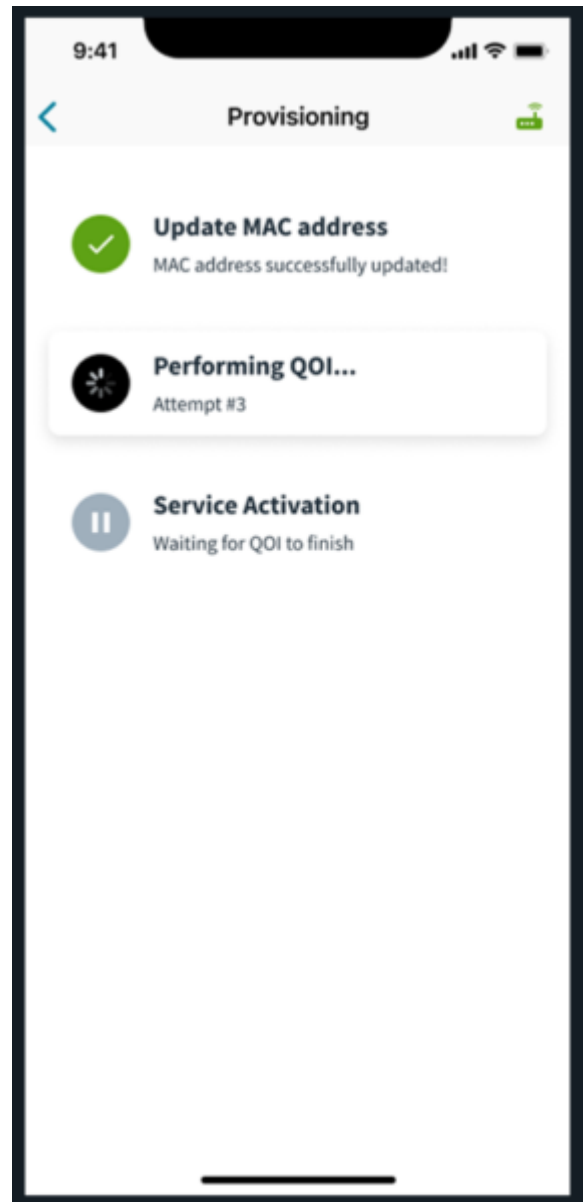 9:41
Provisioning
Update MAC address
MAC address successfully updated!
Performing QOI...
Attempt #3
Service Activation
Waiting for QOI to finish